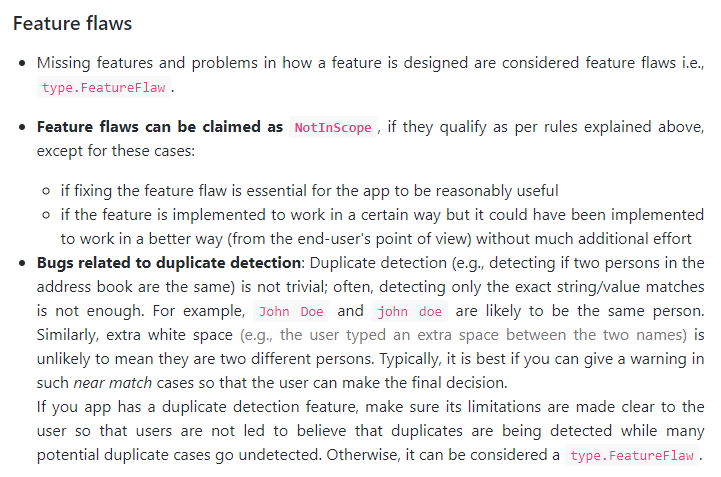 Feature flaws
• Missing features and problems in how a feature is designed are considered feature flaws i.e.,
type.FeatureFlaw .
• Feature flaws can be claimed as NotInScope , if they qualify as per rules explained above,
except for these cases:
○ if fixing the feature flaw is essential for the app to be reasonably useful
○ if the feature is implemented to work in a certain way but it could have been implemented
to work in a better way (from the end-user's point of view) without much additional effort
• Bugs related to duplicate detection: Duplicate detection (e.g., detecting if two persons in the
address book are the same) is not trivial; often, detecting only the exact string/value matches
is not enough. For example, John Doe and john doe are likely to be the same person.
Similarly, extra white space (e.g., the user typed an extra space between the two names) is
unlikely to mean they are two different persons. Typically, it is best if you can give a warning in
such near match cases so that the user can make the final decision.
If you app has a duplicate detection feature, make sure its limitations are made clear to the
user so that users are not led to believe that duplicates are being detected while many
potential duplicate cases go undetected. Otherwise, it can be considered a type.FeatureFlaw .